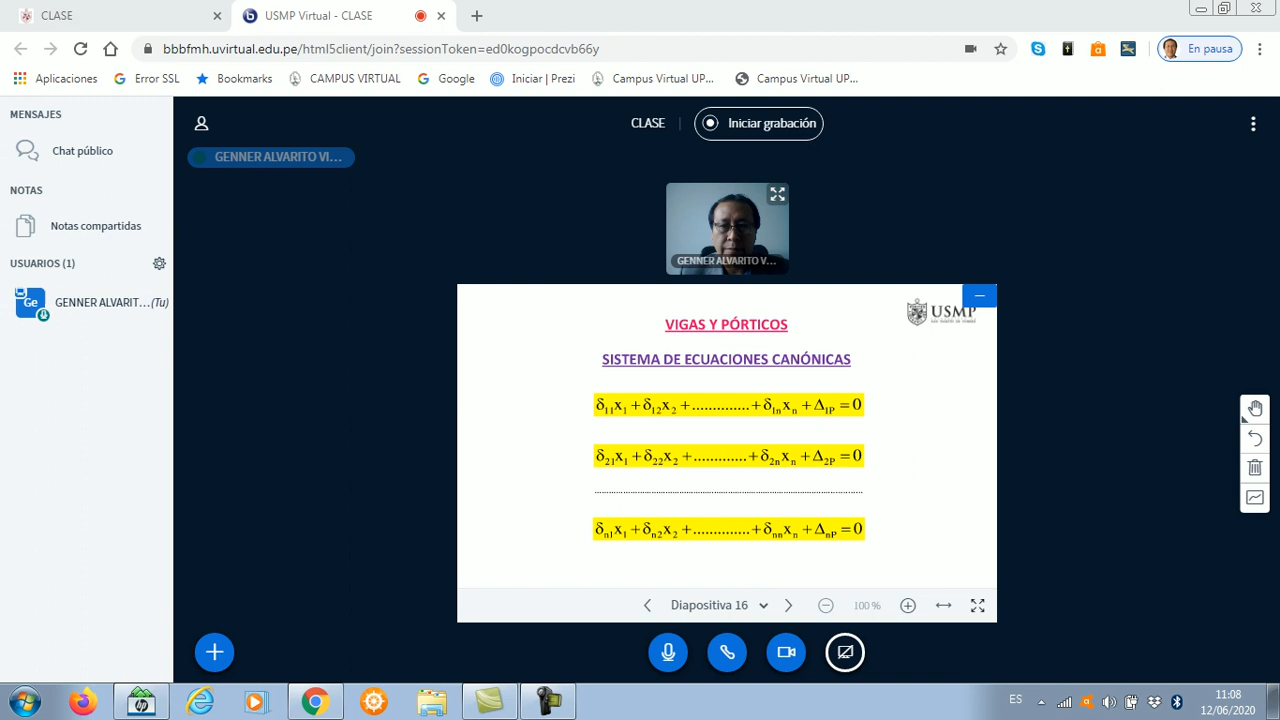 CLASE
USMP Virtual - CLASE
bbbfmh.uvirtual.edu.pe/html5client/join?sessionToken=ed0kogpocdcvb66y
En pausa
Aplicaciones
Error SSL
Bookmarks
CAMPUS VIRTUAL
Google
Iniciar | Prezi
Campus Virtual UP...
Campus Virtual UP...
MENSAJES
Chat público
NOTAS
Notas compartidas
USUARIOS (1)
Ge GENNER ALVARIT... (Tu)
CLASE
Iniciar grabación
GENNER ALVARITO VI...
GENNER ALVARITO V...
VIGAS Y PÓRTICOS
USMP
SISTEMA DE ECUACIONES CANÓNICAS
δ₁₁x₁ + δ₁₂x₂ + .............. + δ₁ₙxₙ + Δ₁P = 0
δ₂₁x₁ + δ₂₂x₂ + ............. + δ₂ₙxₙ + Δ₂P = 0
..........................................................................................
δₙ₁x₁ + δₙ₂x₂ + .............. + δₙₙxₙ + ΔₙP = 0
Diapositiva 16
100 %
ES
11:08
12/06/2020